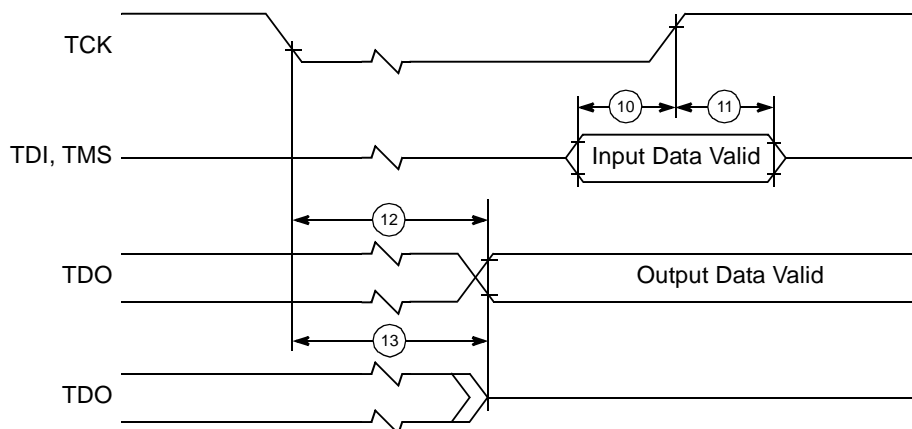 TCK
10
11
TDI, TMS
Input Data Valid
12
TDO
Output Data Valid
13
TDO